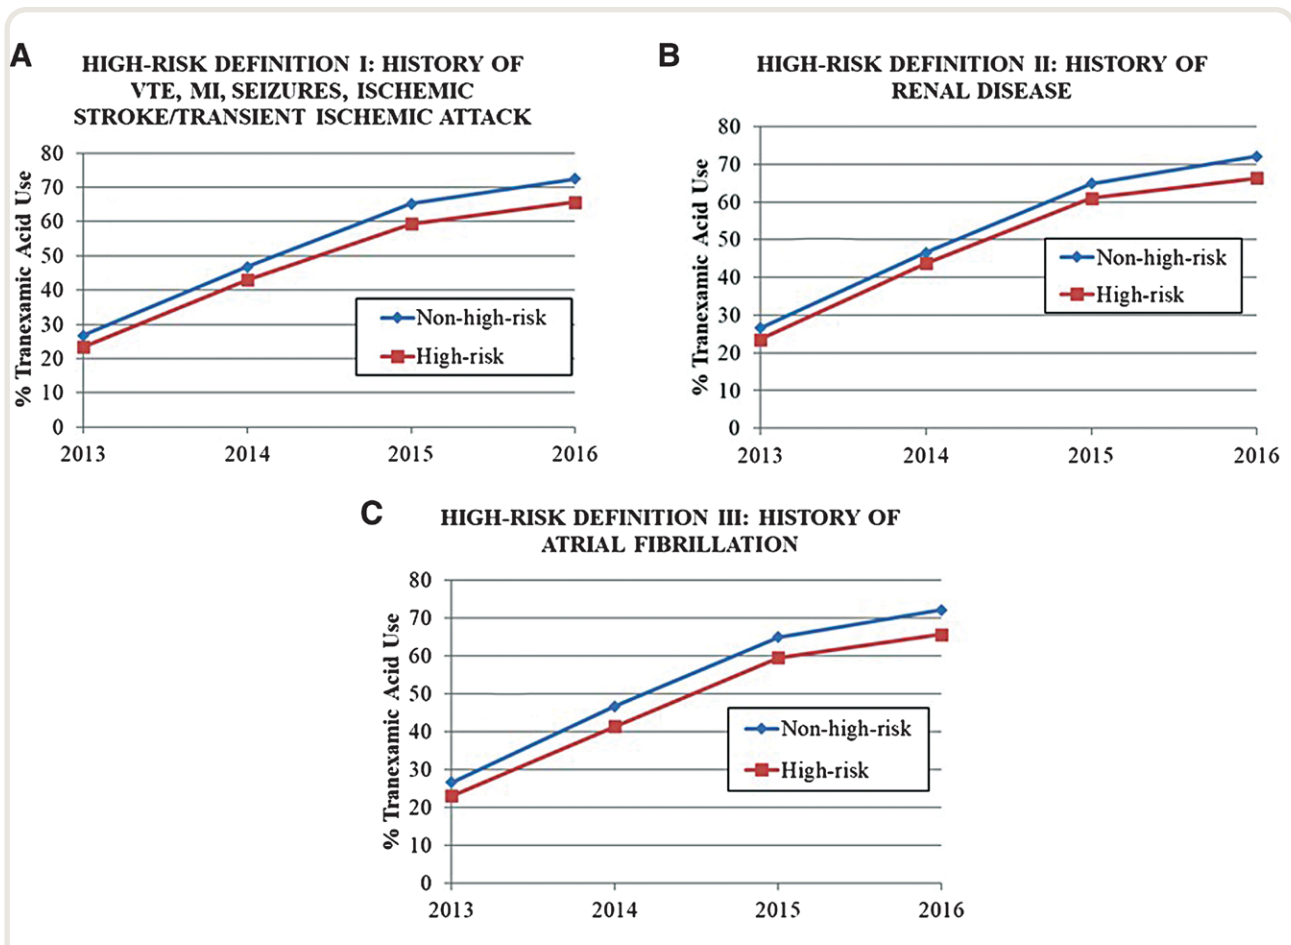 A
HIGH-RISK DEFINITION I: HISTORY OF
VTE, MI, SEIZURES, ISCHEMIC
STROKE/TRANSIENT ISCHEMIC ATTACK
% Tranexamic Acid Use
80
70
60
50
40
30
20
10
0
2013
2014
2015
2016
Non-high-risk
High-risk
B
HIGH-RISK DEFINITION II: HISTORY OF
RENAL DISEASE
% Tranexamic Acid Use
80
70
60
50
40
30
20
10
0
2013
2014
2015
2016
Non-high-risk
High-risk
C
HIGH-RISK DEFINITION III: HISTORY OF
ATRIAL FIBRILLATION
% Tranexamic Acid Use
80
70
60
50
40
30
20
10
0
2013
2014
2015
2016
Non-high-risk
High-risk